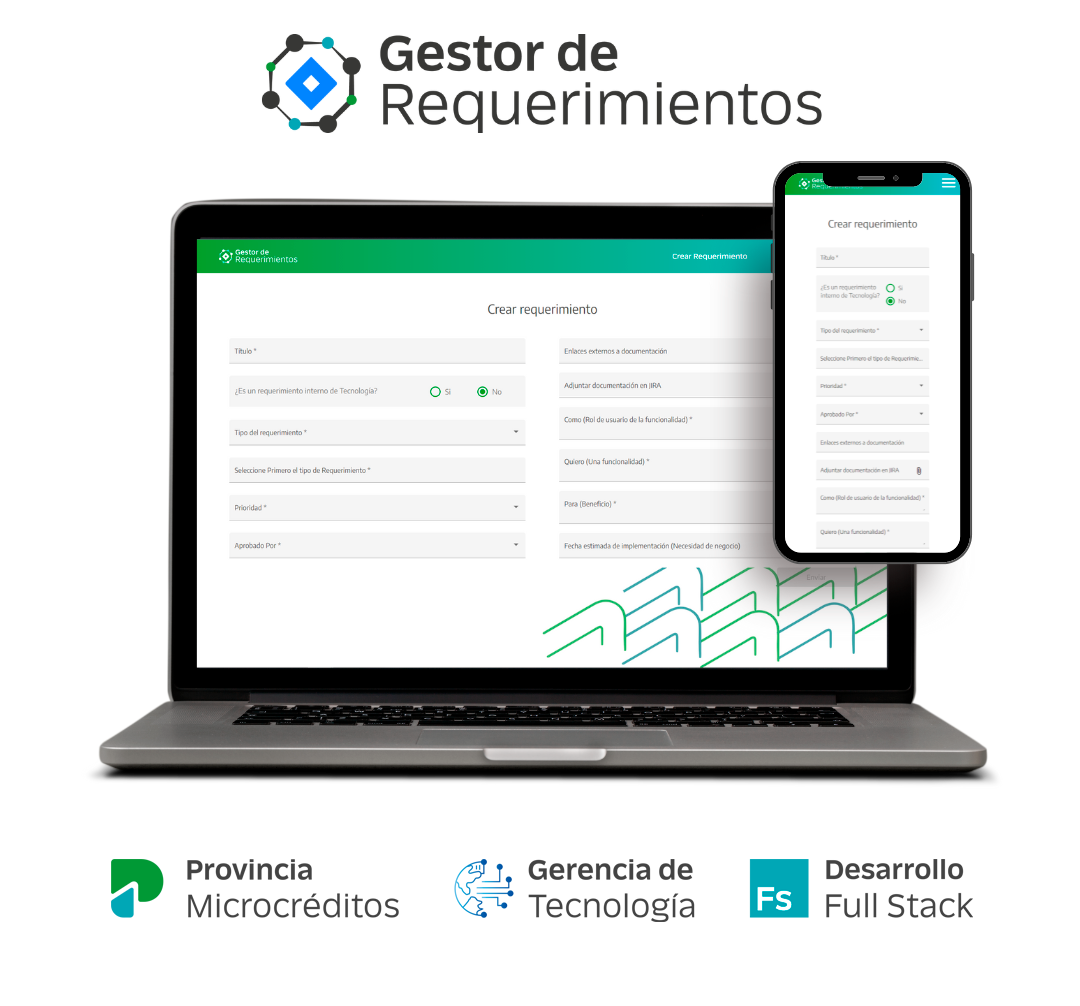 Gestor de
Requerimientos
Gestor de
Requerimientos
Crear Requerimiento
Crear requerimiento
Título *
¿Es un requerimiento interno de Tecnología?
Si
No
Tipo del requerimiento *
Seleccione Primero el tipo de Requerimiento *
Prioridad *
Aprobado Por *
Enlaces externos a documentación
Adjuntar documentación en JIRA
Como (Rol de usuario de la funcionalidad) *
Quiero (Una funcionalidad) *
Para (Beneficio) *
Fecha estimada de implementación (Necesidad de negocio)
Enviar
Crear requerimiento
Título *
¿Es un requerimiento
interno de Tecnología?
Si
No
Tipo del requerimiento *
Seleccione Primero el tipo de Requerimie...
Prioridad *
Aprobado Por *
Enlaces externos a documentación
Adjuntar documentación en JIRA
Como (Rol de usuario de la funcionalidad) *
Quiero (Una funcionalidad) *
Provincia
Microcréditos
Gerencia de
Tecnología
Fs
Desarrollo
Full Stack